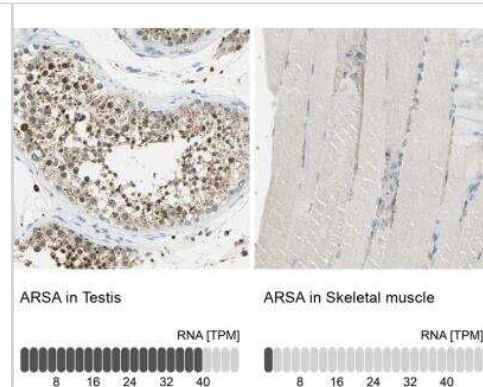 ARSA in Testis
ARSA in Skeletal muscle
RNA [TPM]
RNA [TPM]
8 16 24 32 40
8 16 24 32 40